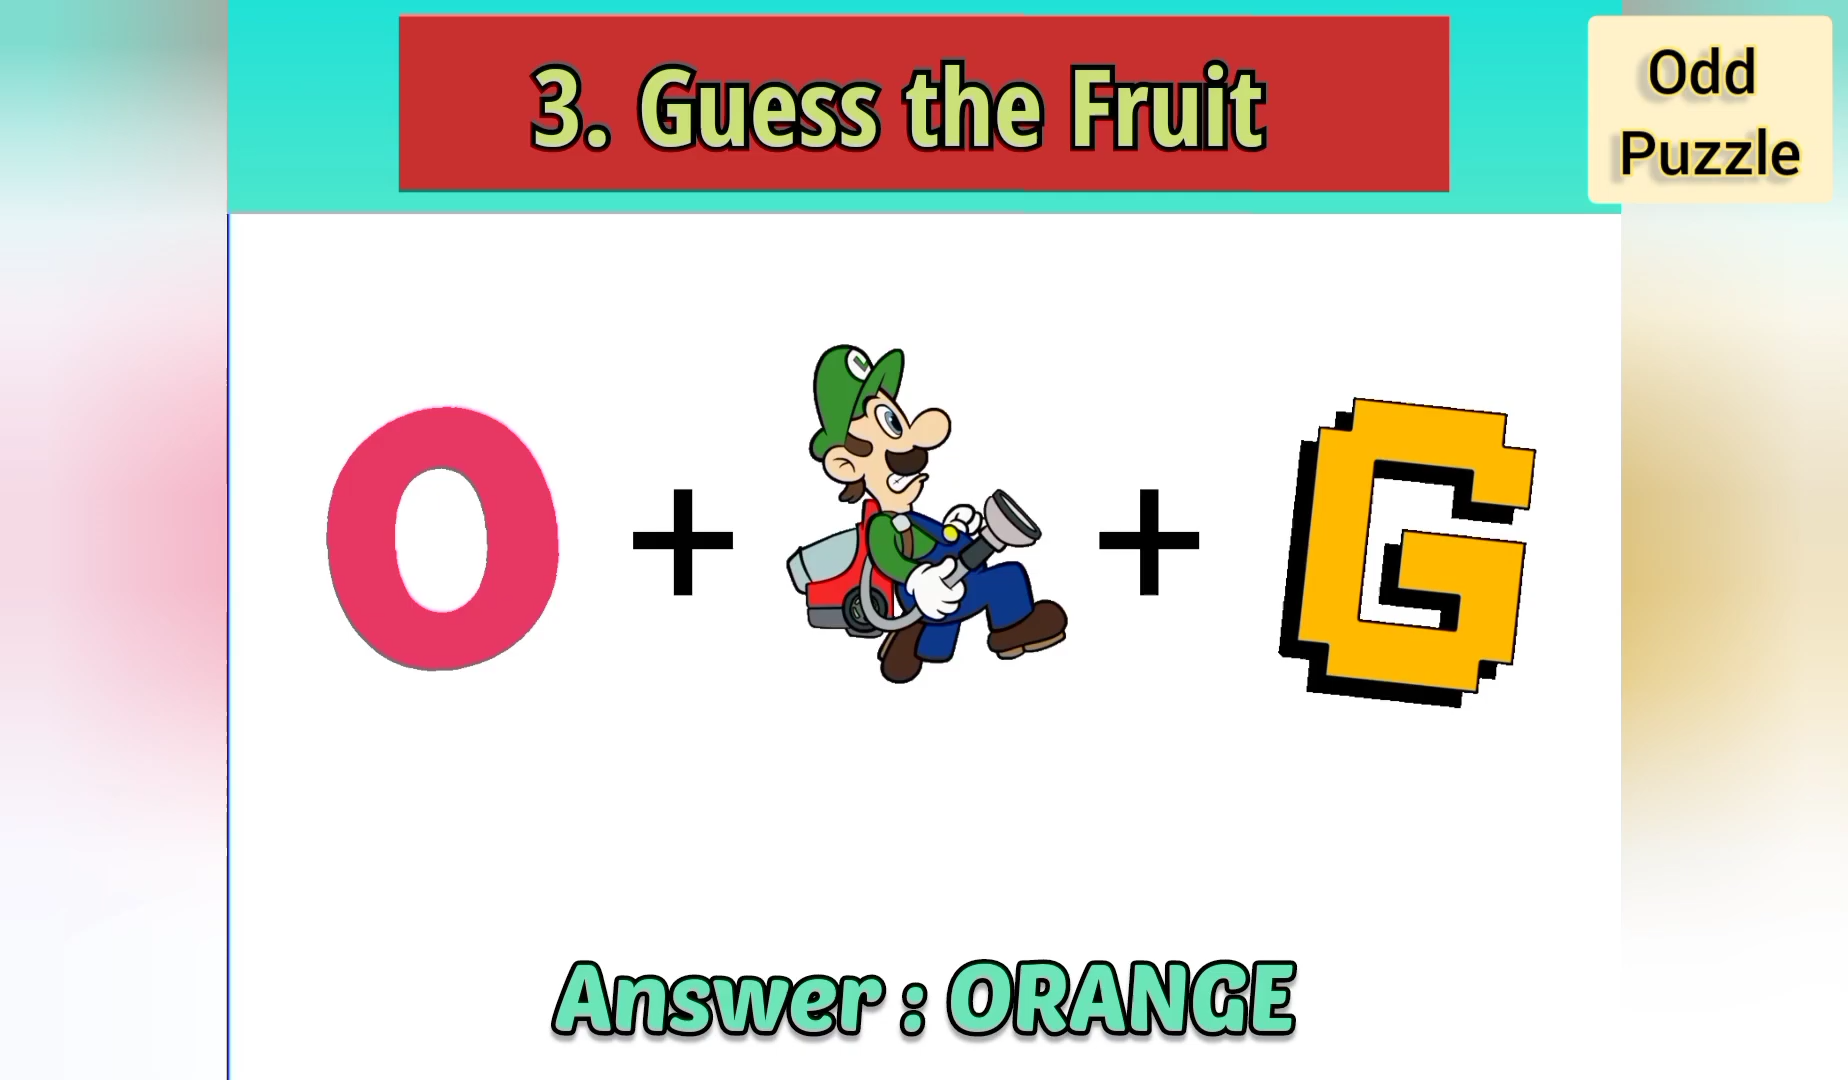 3. Guess the Fruit
Odd
Puzzle
O + + G
L
Answer : ORANGE